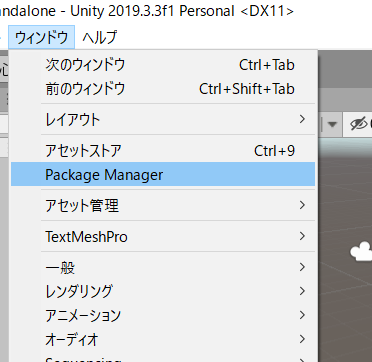 ndalone - Unity 2019.3.3f1 Personal <DX11>
ウィンドウ ヘルプ
次のウィンドウ Ctrl+Tab
前のウィンドウ Ctrl+Shift+Tab
レイアウト
アセットストア Ctrl+9
Package Manager
アセット管理
TextMeshPro
一般
レンダリング
アニメーション
オーディオ
Sequencing